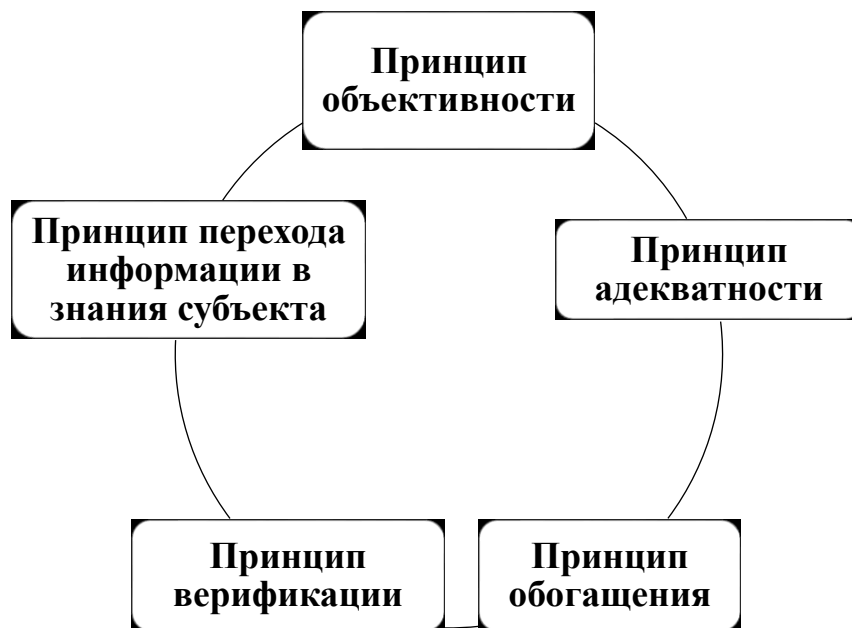 Принцип
объективности
Принцип
адекватности
Принцип
обогащения
Принцип
верификации
Принцип перехода
информации в
знания субъекта